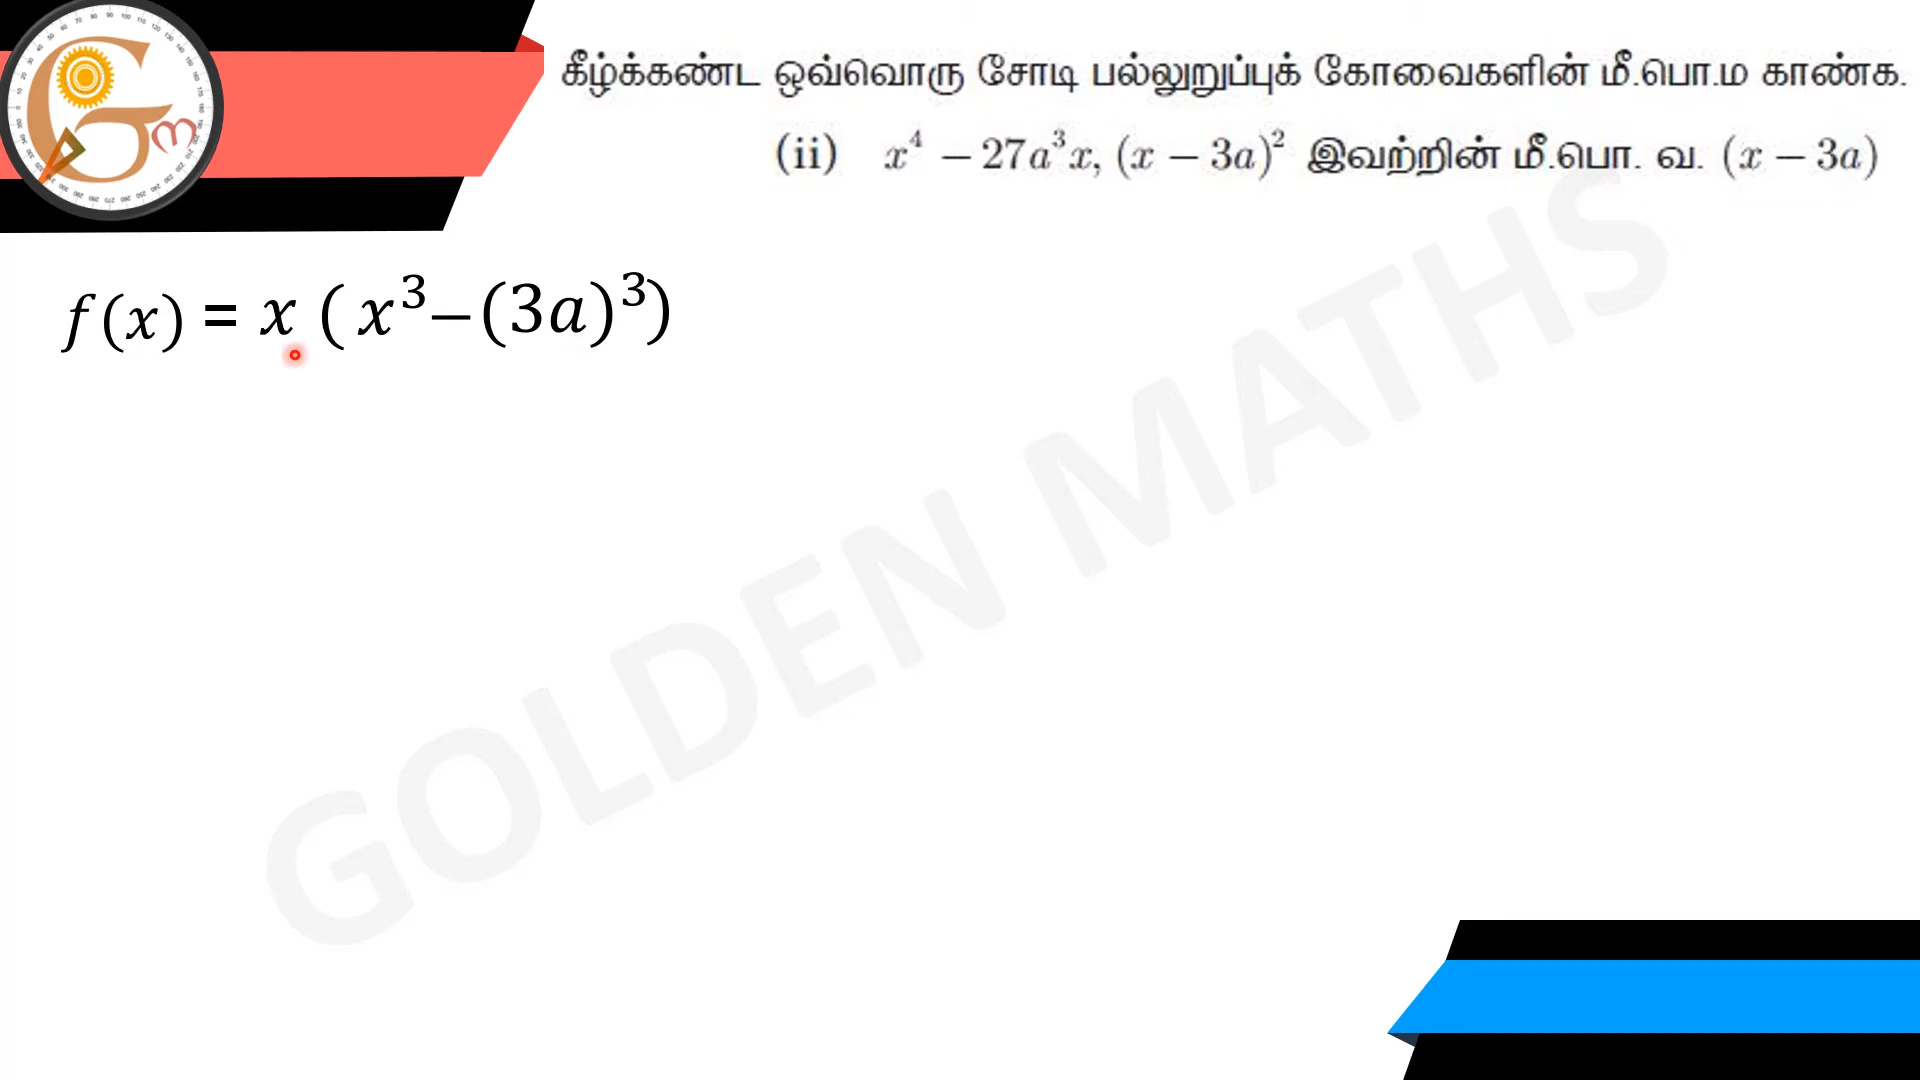 கீழ்க்கண்ட ஒவ்வொரு சோடி பல்லுறுப்புக் கோவைகளின் மீ.பொ.ம காண்க.
(ii) x⁴ − 27a³x, (x − 3a)² இவற்றின் மீ.பொ. வ. (x − 3a)
f(x) = x ( x³−(3a)³)
GOLDEN MATHS